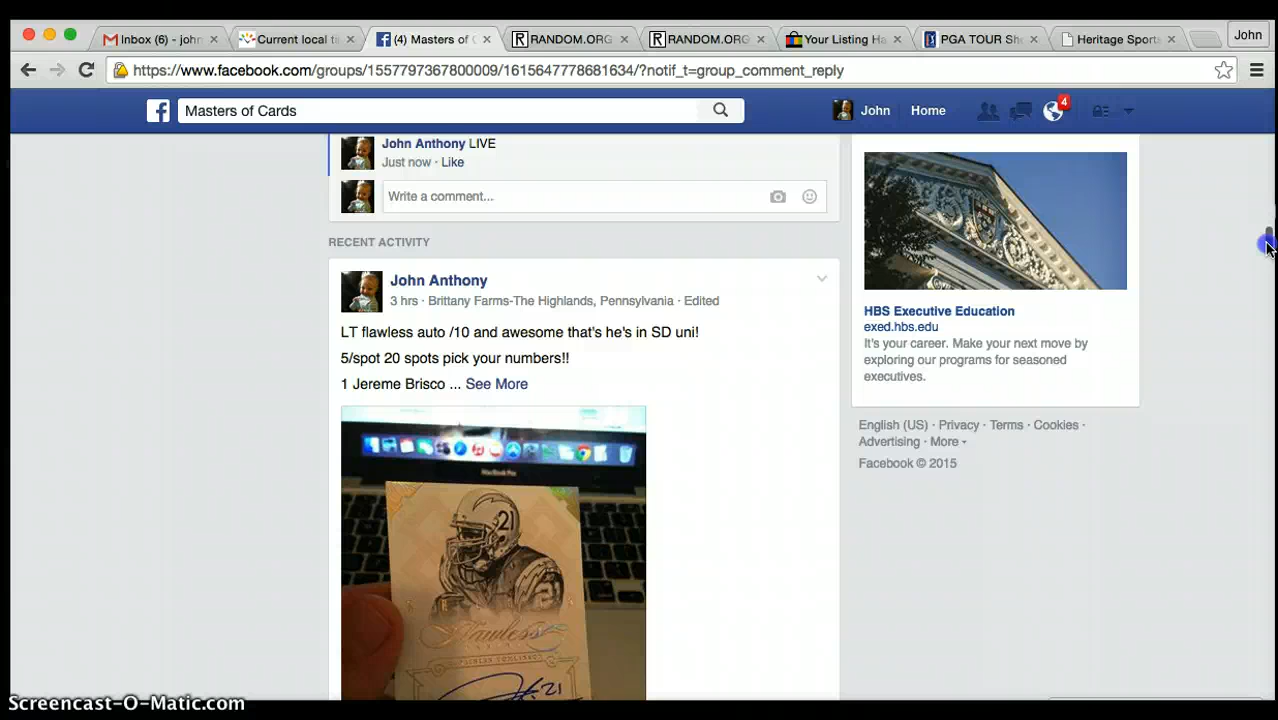 Inbox (6) - john
Current local ti
(4) Masters of C
RANDOM.ORG
RANDOM.ORG
Your Listing Ha
PGA TOUR Sh
Heritage Sport
John
https://www.facebook.com/groups/1557797367800009/1615647778681634/?notif_t=group_comment_reply
Masters of Cards
John
Home
4
John Anthony LIVE
Just now · Like
Write a comment...
RECENT ACTIVITY
John Anthony
3 hrs · Brittany Farms-The Highlands, Pennsylvania · Edited
LT flawless auto /10 and awesome that's he's in SD uni!
5/spot 20 spots pick your numbers!!
1 Jereme Brisco ... See More
MacBook Pro
21
Flawless
HBS Executive Education
exed.hbs.edu
It's your career. Make your next move by
exploring our programs for seasoned
executives.
English (US) · Privacy · Terms · Cookies ·
Advertising · More
Facebook © 2015
Screencast-O-Matic.com